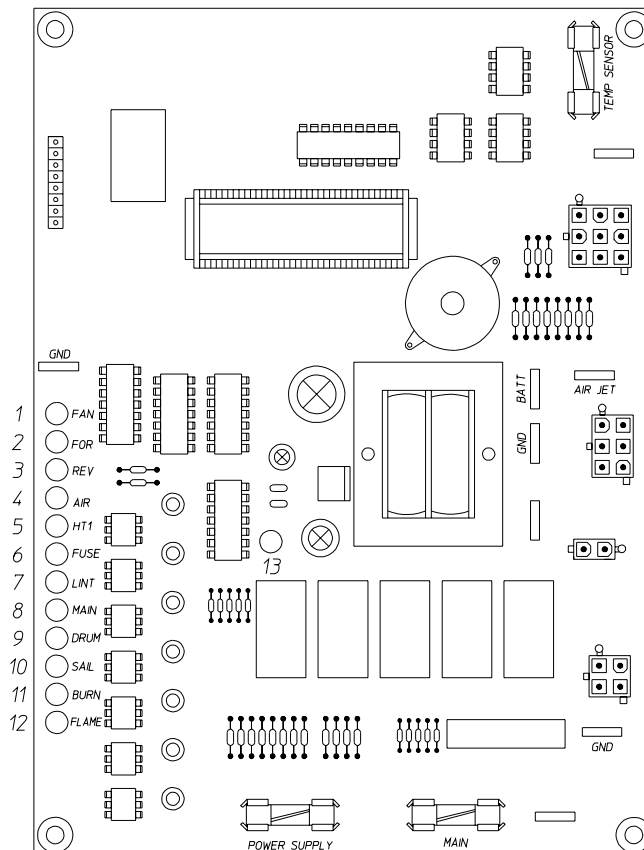 TEMP SENSOR
GND
BATT
AIR JET
1 FAN
2 FOR
3 REV
GND
4 AIR
5 HT1
6 FUSE
13
7 LINT
8 MAIN
9 DRUM
10 SAIL
11 BURN
12 FLAME
GND
POWER SUPPLY
MAIN